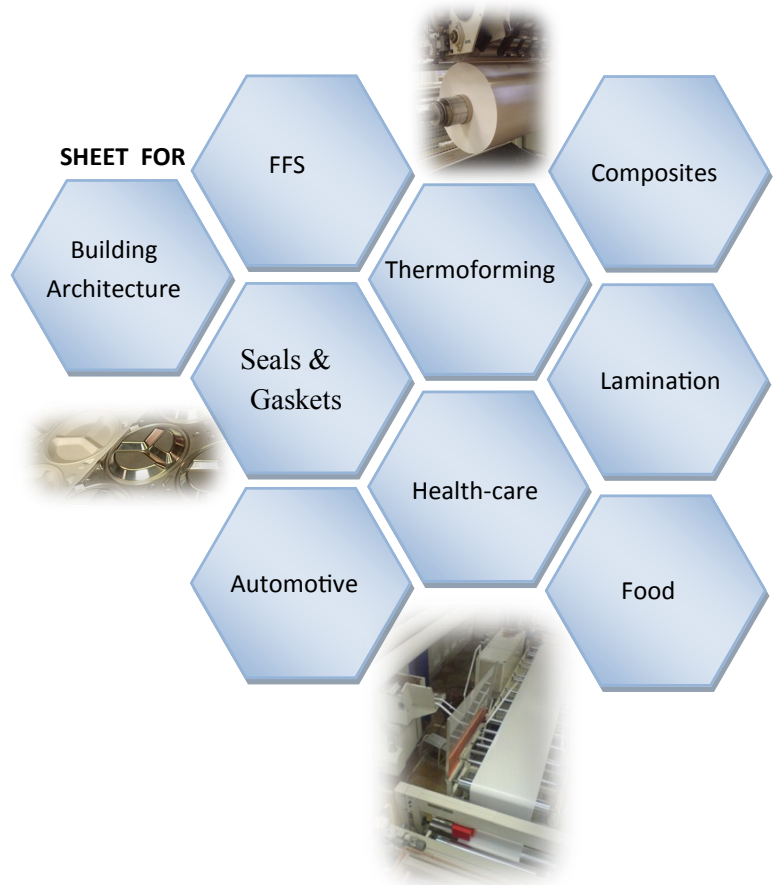 SHEET FOR
FFS
Composites
Building
Architecture
Thermoforming
Seals &
Gaskets
Lamination
Health-care
Automotive
Food